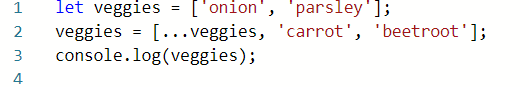 1 let veggies = ['onion', 'parsley'];
2 veggies = [...veggies, 'carrot', 'beetroot'];
3 console.log(veggies);
4